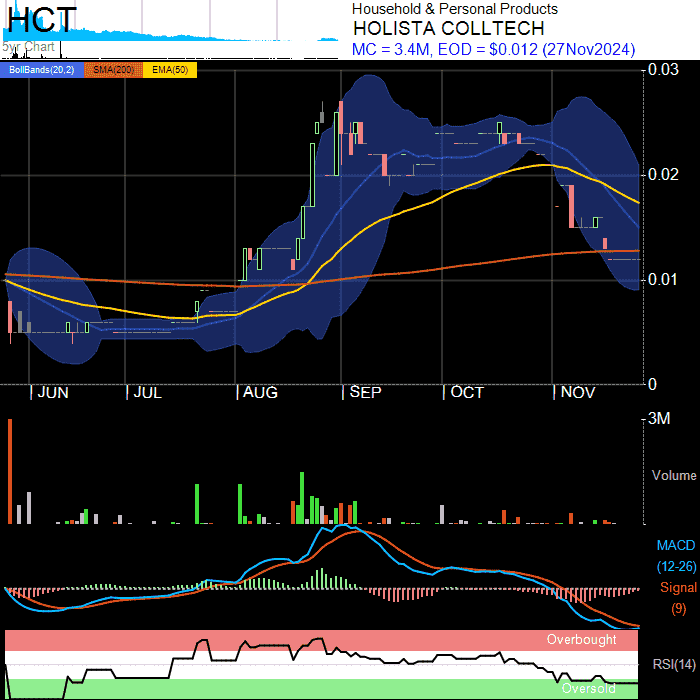 HCT
5yr Chart
Household & Personal Products
HOLISTA COLLTECH
MC = 3.4M, EOD = $0.012 (27Nov2024)
BollBands(20,2) SMA(200) EMA(50)
0.03
0.02
0.01
0
JUN JUL AUG SEP OCT NOV
3M
Volume
MACD
(12-26)
Signal
(9)
Overbought
RSI(14)
Oversold